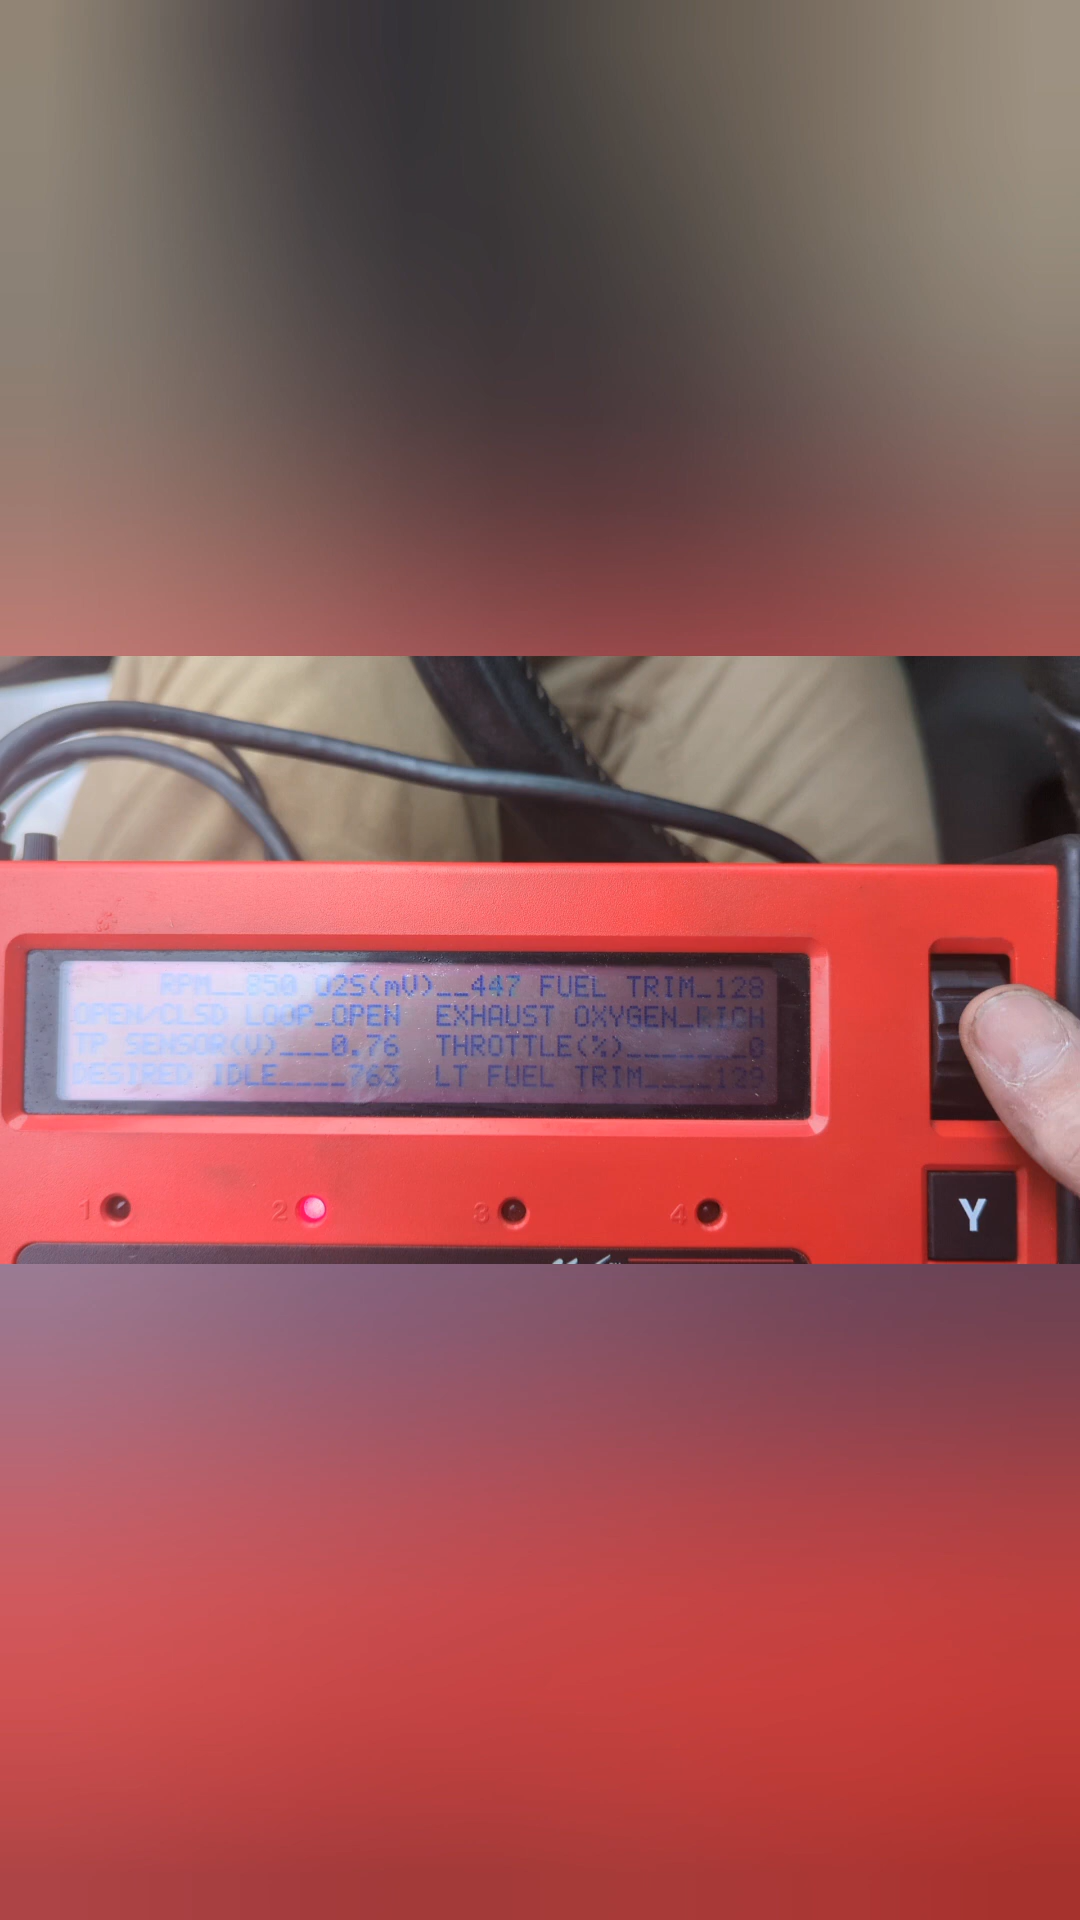 RPM__850 O2S(mV)__447 FUEL TRIM_128
OPEN/CLSD LOOP_OPEN EXHAUST OXYGEN_RICH
TP SENSOR(V)___0.76 THROTTLE(%)_______0
DESIRED IDLE____763 LT FUEL TRIM____129
1 2 3 4
Y